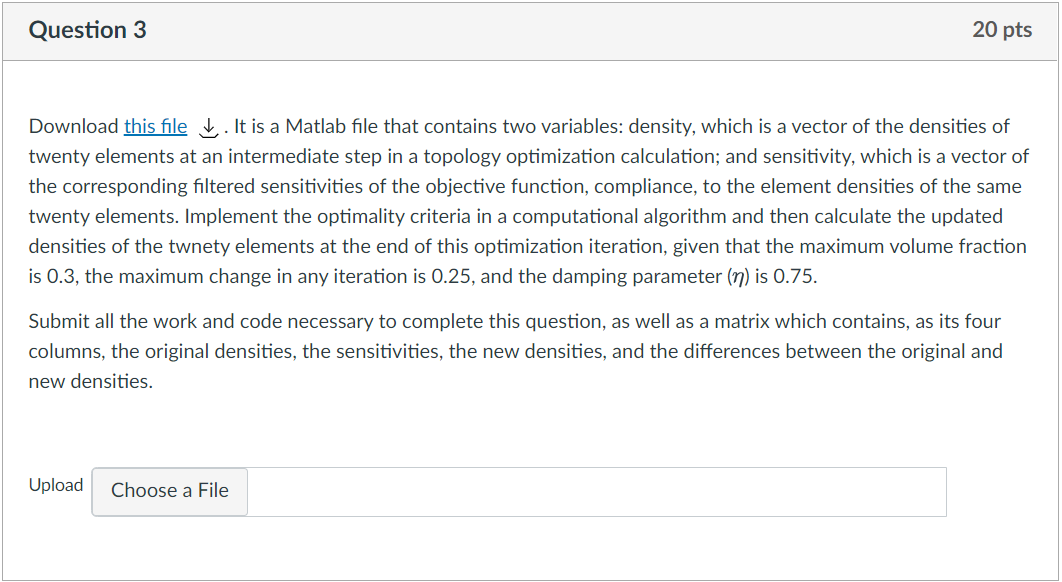 Question 3
20 pts
Download this file . It is a Matlab file that contains two variables: density, which is a vector of the densities of
twenty elements at an intermediate step in a topology optimization calculation; and sensitivity, which is a vector of
the corresponding filtered sensitivities of the objective function, compliance, to the element densities of the same
twenty elements. Implement the optimality criteria in a computational algorithm and then calculate the updated
densities of the twnety elements at the end of this optimization iteration, given that the maximum volume fraction
is 0.3, the maximum change in any iteration is 0.25, and the damping parameter (η) is 0.75.
Submit all the work and code necessary to complete this question, as well as a matrix which contains, as its four
columns, the original densities, the sensitivities, the new densities, and the differences between the original and
new densities.
Upload
Choose a File